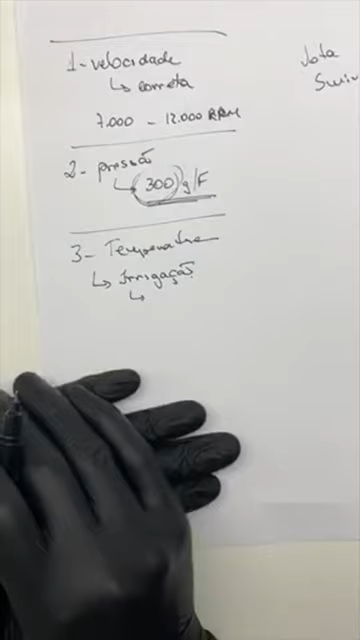 1- velocidade
↳ correta
7.000 - 12.000 RPM
2- pressão
↳ (300) g/F
3- Temperatura
↳ Irrigação
↳
Jota